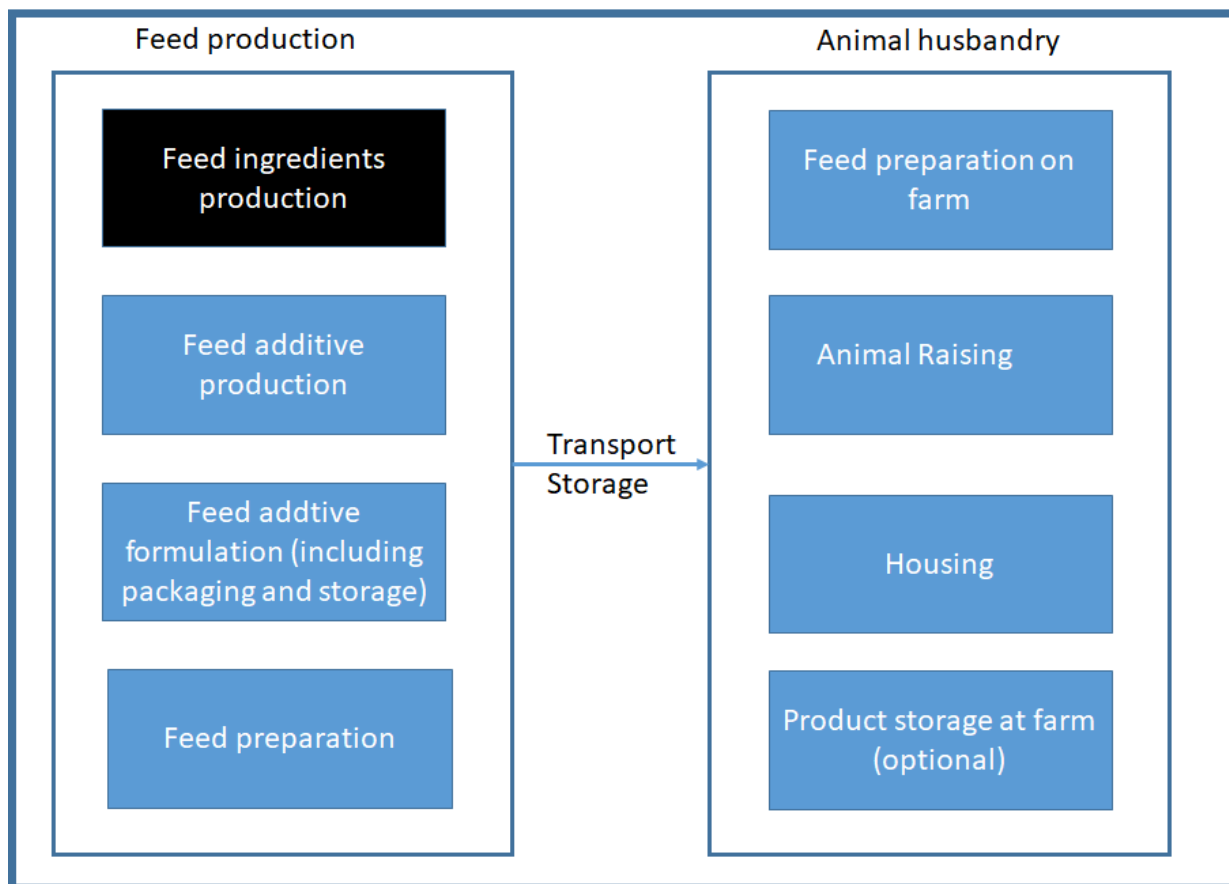 Feed production
Feed ingredients
production
Feed additive
production
Feed addtive
formulation (including
packaging and storage)
Feed preparation
Transport
Storage
Animal husbandry
Feed preparation on
farm
Animal Raising
Housing
Product storage at farm
(optional)